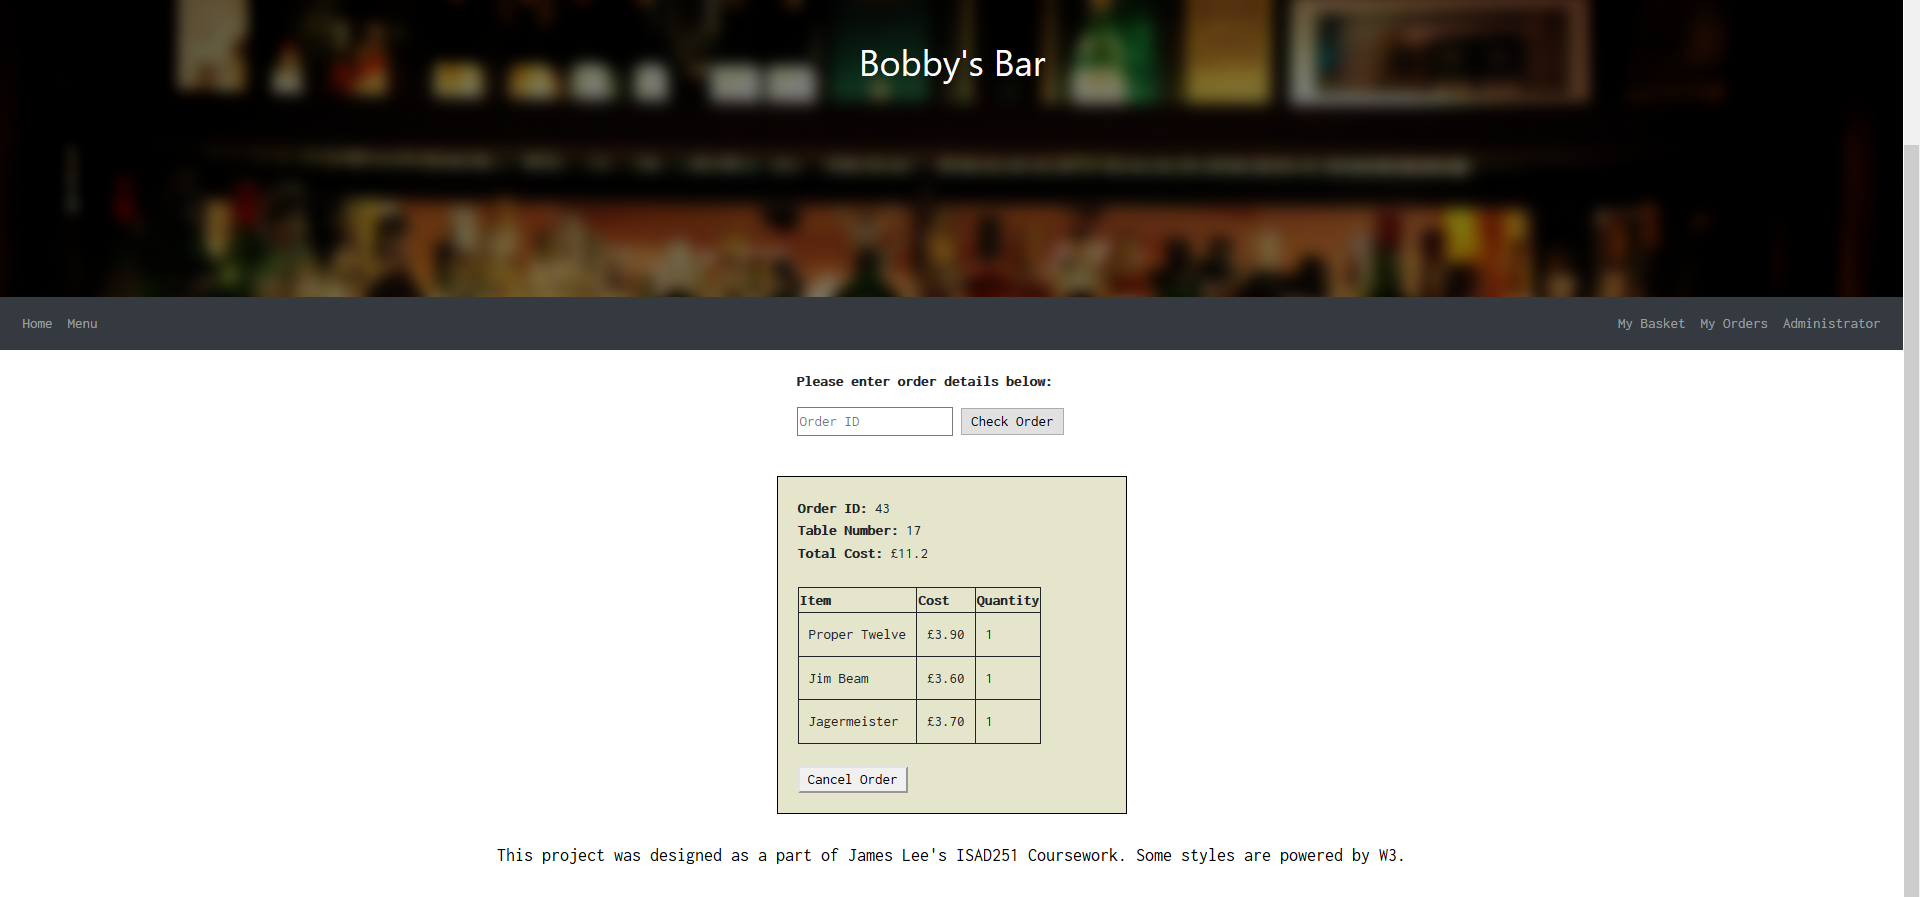 Bobby's Bar
Home Menu My Basket My Orders Administrator
Please enter order details below:
Order ID Check Order
Order ID: 43
Table Number: 17
Total Cost: £11.2
Item Cost Quantity
Proper Twelve £3.90 1
Jim Beam £3.60 1
Jagermeister £3.70 1
Cancel Order
This project was designed as a part of James Lee's ISAD251 Coursework. Some styles are powered by W3.